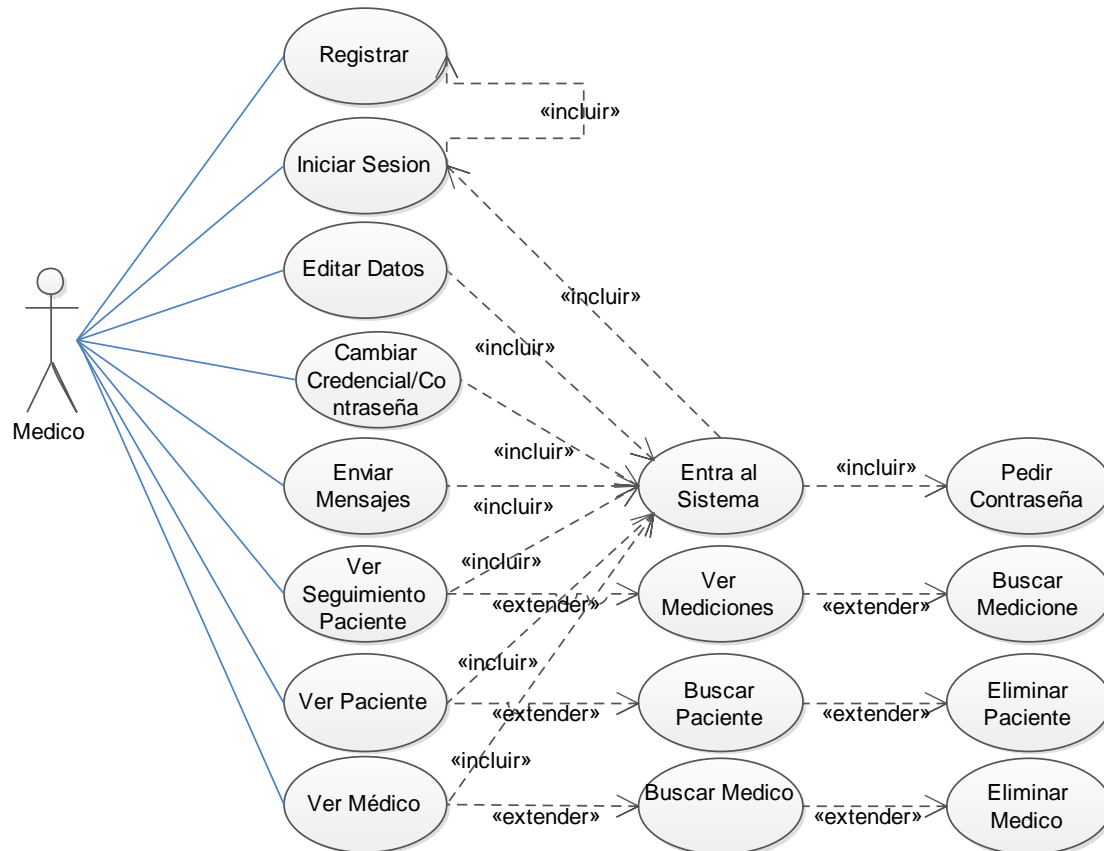 Registrar
«incluir»
Iniciar Sesion
Editar Datos
«incluir»
«incluir»
Cambiar
Credencial/Co
ntraseña
Medico
«incluir»
Enviar
Mensajes
«incluir»
Entra al
Sistema
«incluir»
Pedir
Contraseña
Ver
Seguimiento
Paciente
«incluir»
«extender»
Ver
Mediciones
«extender»
Buscar
Medicione
Ver Paciente
«incluir»
«extender»
Buscar
Paciente
«extender»
Eliminar
Paciente
Ver Médico
«incluir»
«extender»
Buscar Medico
«extender»
Eliminar
Medico